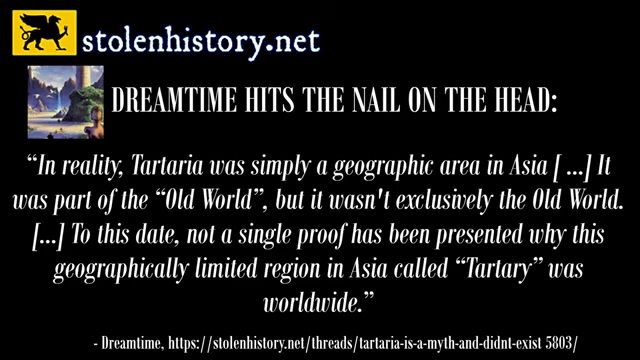 stolenhistory.net
DREAMTIME HITS THE NAIL ON THE HEAD:
“In reality, Tartaria was simply a geographic area in Asia [ ...] It
was part of the “Old World”, but it wasn't exclusively the Old World.
[...] To this date, not a single proof has been presented why this
geographically limited region in Asia called “Tartary” was
worldwide.”
- Dreamtime, https://stolenhistory.net/threads/tartaria-is-a-myth-and-didnt-exist 5803/